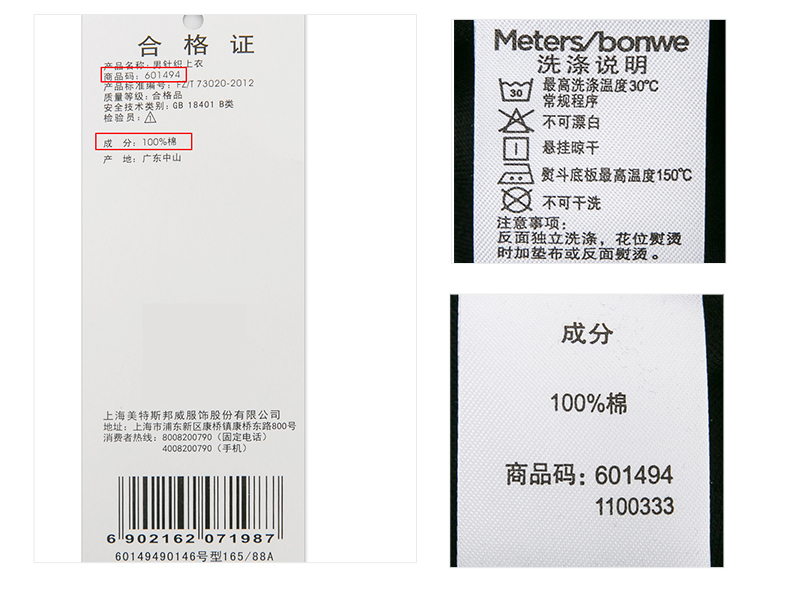 合格证
产品名称：男针织上衣
商品码：601494
产品标准编号：FZ/T 73020-2012
质量等级：合格品
安全技术类别：GB 18401 B类
检验员：1
成 分：100%棉
产 地：广东中山
上海美特斯邦威服饰股份有限公司
地址：上海市浦东新区康桥镇康桥东路800号
消费者热线：8008200790（固定电话）
4008200790（手机）
6 902162 071987
60149490146号型165/88A
Meters/bonwe
洗涤说明
30
最高洗涤温度30℃
常规程序
不可漂白
悬挂晾干
熨斗底板最高温度150℃
不可干洗
注意事项：
反面独立洗涤，花位熨烫
时加垫布或反面熨烫。
成分
100%棉
商品码：601494
1100333